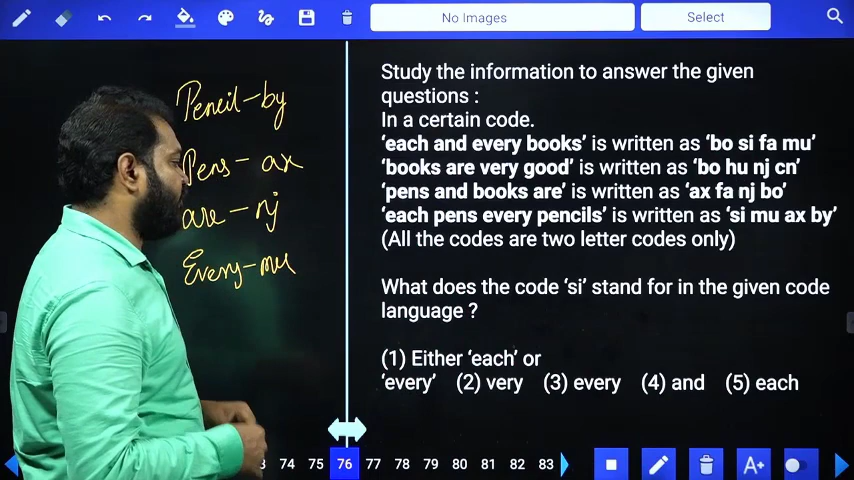 No Images
Select
Pencil-by
Pens- ax
are-nj
Every-mu
Study the information to answer the given
questions :
In a certain code.
‘each and every books’ is written as ‘bo si fa mu’
‘books are very good’ is written as ‘bo hu nj cn’
‘pens and books are’ is written as ‘ax fa nj bo’
‘each pens every pencils’ is written as ‘si mu ax by’
(All the codes are two letter codes only)
What does the code ‘si’ stand for in the given code
language ?
(1) Either ‘each’ or
‘every’ (2) very (3) every (4) and (5) each
74 75 76 77 78 79 80 81 82 83
A+